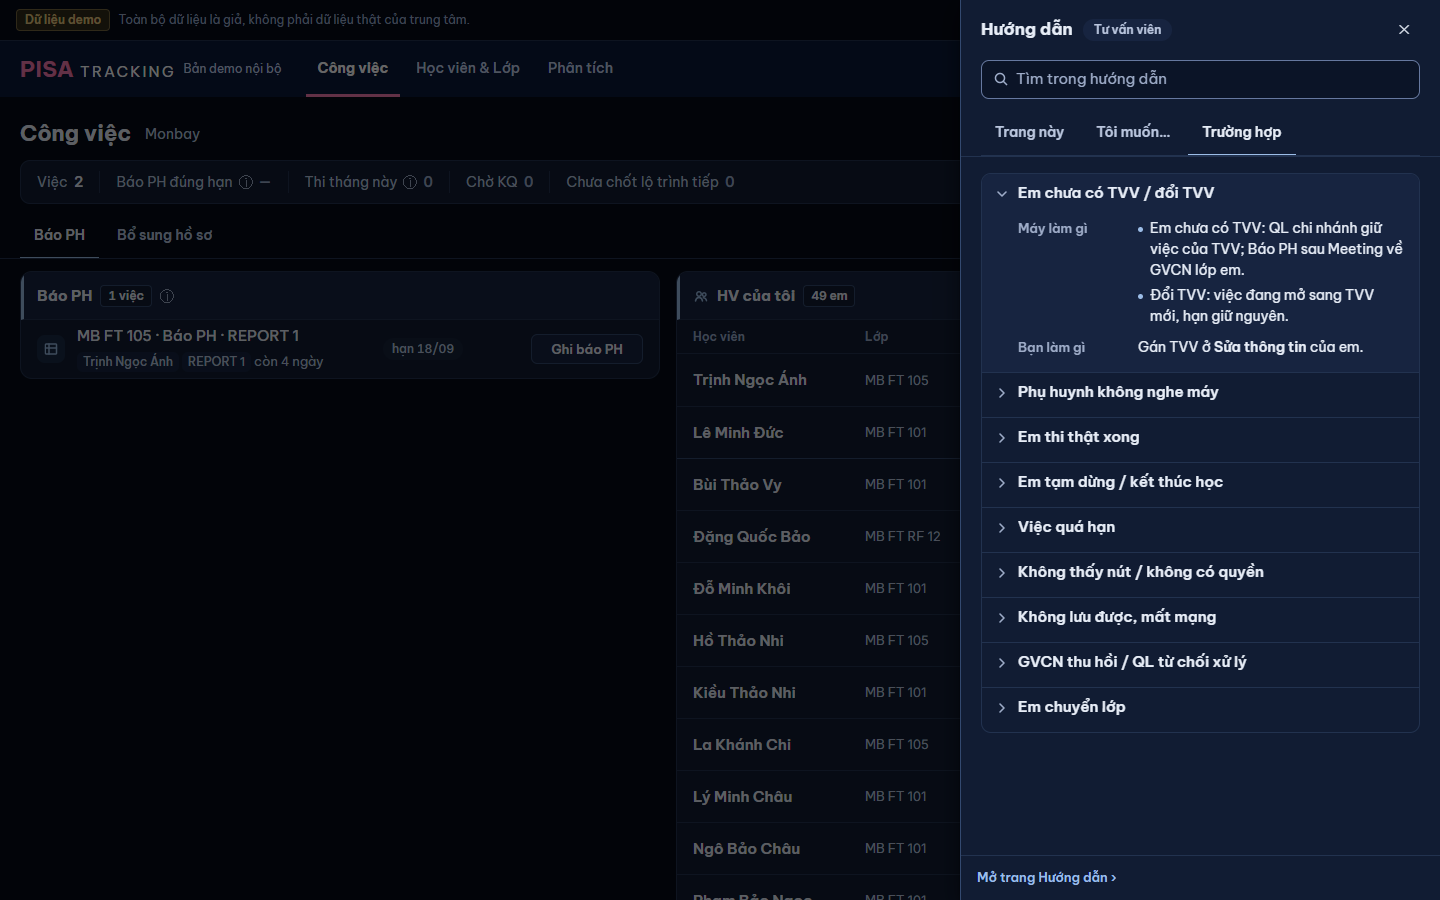 Dữ liệu demo Toàn bộ dữ liệu là giả, không phải dữ liệu thật của trung tâm.
PISA TRACKING Bản demo nội bộ Công việc Học viên & Lớp Phân tích
Công việc Monbay
Việc 2 Báo PH đúng hạn — Thi tháng này 0 Chờ KQ 0 Chưa chốt lộ trình tiếp 0
Báo PH Bổ sung hồ sơ
Báo PH 1 việc
MB FT 105 · Báo PH · REPORT 1
Trịnh Ngọc Ánh REPORT 1 còn 4 ngày
hạn 18/09
Ghi báo PH
HV của tôi 49 em
Học viên Lớp
Trịnh Ngọc Ánh MB FT 105
Lê Minh Đức MB FT 101
Bùi Thảo Vy MB FT 101
Đặng Quốc Bảo MB FT RF 12
Đỗ Minh Khôi MB FT 101
Hồ Thảo Nhi MB FT 105
Kiều Thảo Nhi MB FT 101
La Khánh Chi MB FT 105
Lý Minh Châu MB FT 101
Ngô Bảo Châu MB FT 101
Phạm Bảo Ngọc MB FT 101
Hướng dẫn Tư vấn viên
Tìm trong hướng dẫn
Trang này Tôi muốn... Trường hợp
Em chưa có TVV / đổi TVV
Máy làm gì
Em chưa có TVV: QL chi nhánh giữ
việc của TVV; Báo PH sau Meeting về
GVCN lớp em.
Đổi TVV: việc đang mở sang TVV
mới, hạn giữ nguyên.
Bạn làm gì Gán TVV ở Sửa thông tin của em.
Phụ huynh không nghe máy
Em thi thật xong
Em tạm dừng / kết thúc học
Việc quá hạn
Không thấy nút / không có quyền
Không lưu được, mất mạng
GVCN thu hồi / QL từ chối xử lý
Em chuyển lớp
Mở trang Hướng dẫn ›